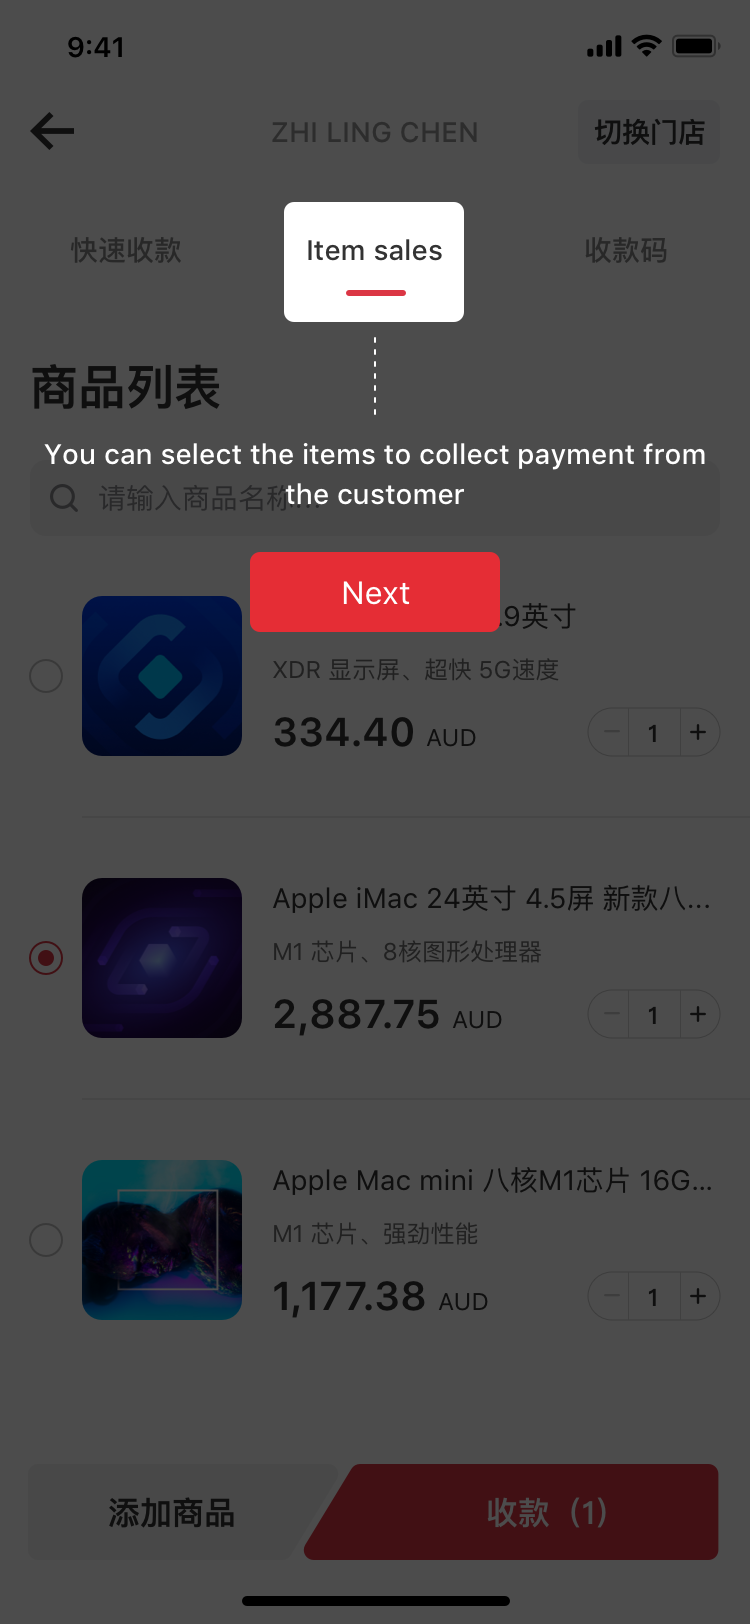 9:41
ZHI LING CHEN
切换门店
快速收款
Item sales
收款码
商品列表
You can select the items to collect payment from
the customer
请输入商品名称...
Next
.9英寸
XDR 显示屏、超快 5G速度
334.40 AUD
1
Apple iMac 24英寸 4.5屏 新款八...
M1 芯片、8核图形处理器
2,887.75 AUD
1
Apple Mac mini 八核M1芯片 16G...
M1 芯片、强劲性能
1,177.38 AUD
1
添加商品
收款（1）